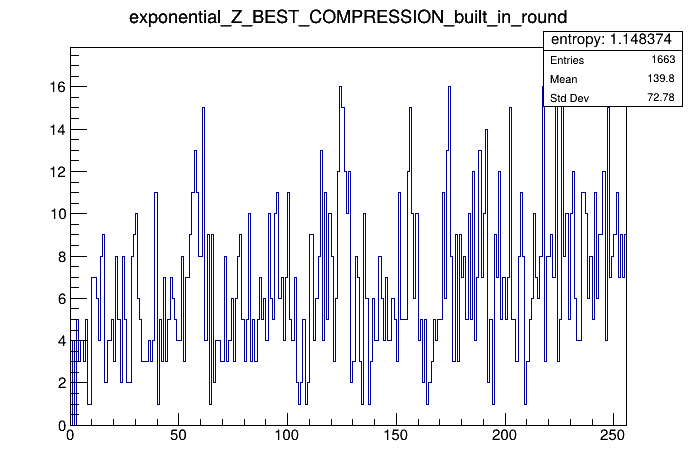 exponential_Z_BEST_COMPRESSION_built_in_round
entropy: 1.148374
Entries 1663
Mean 139.8
Std Dev 72.78
16
14
12
10
8
6
4
2
0
0 50 100 150 200 250